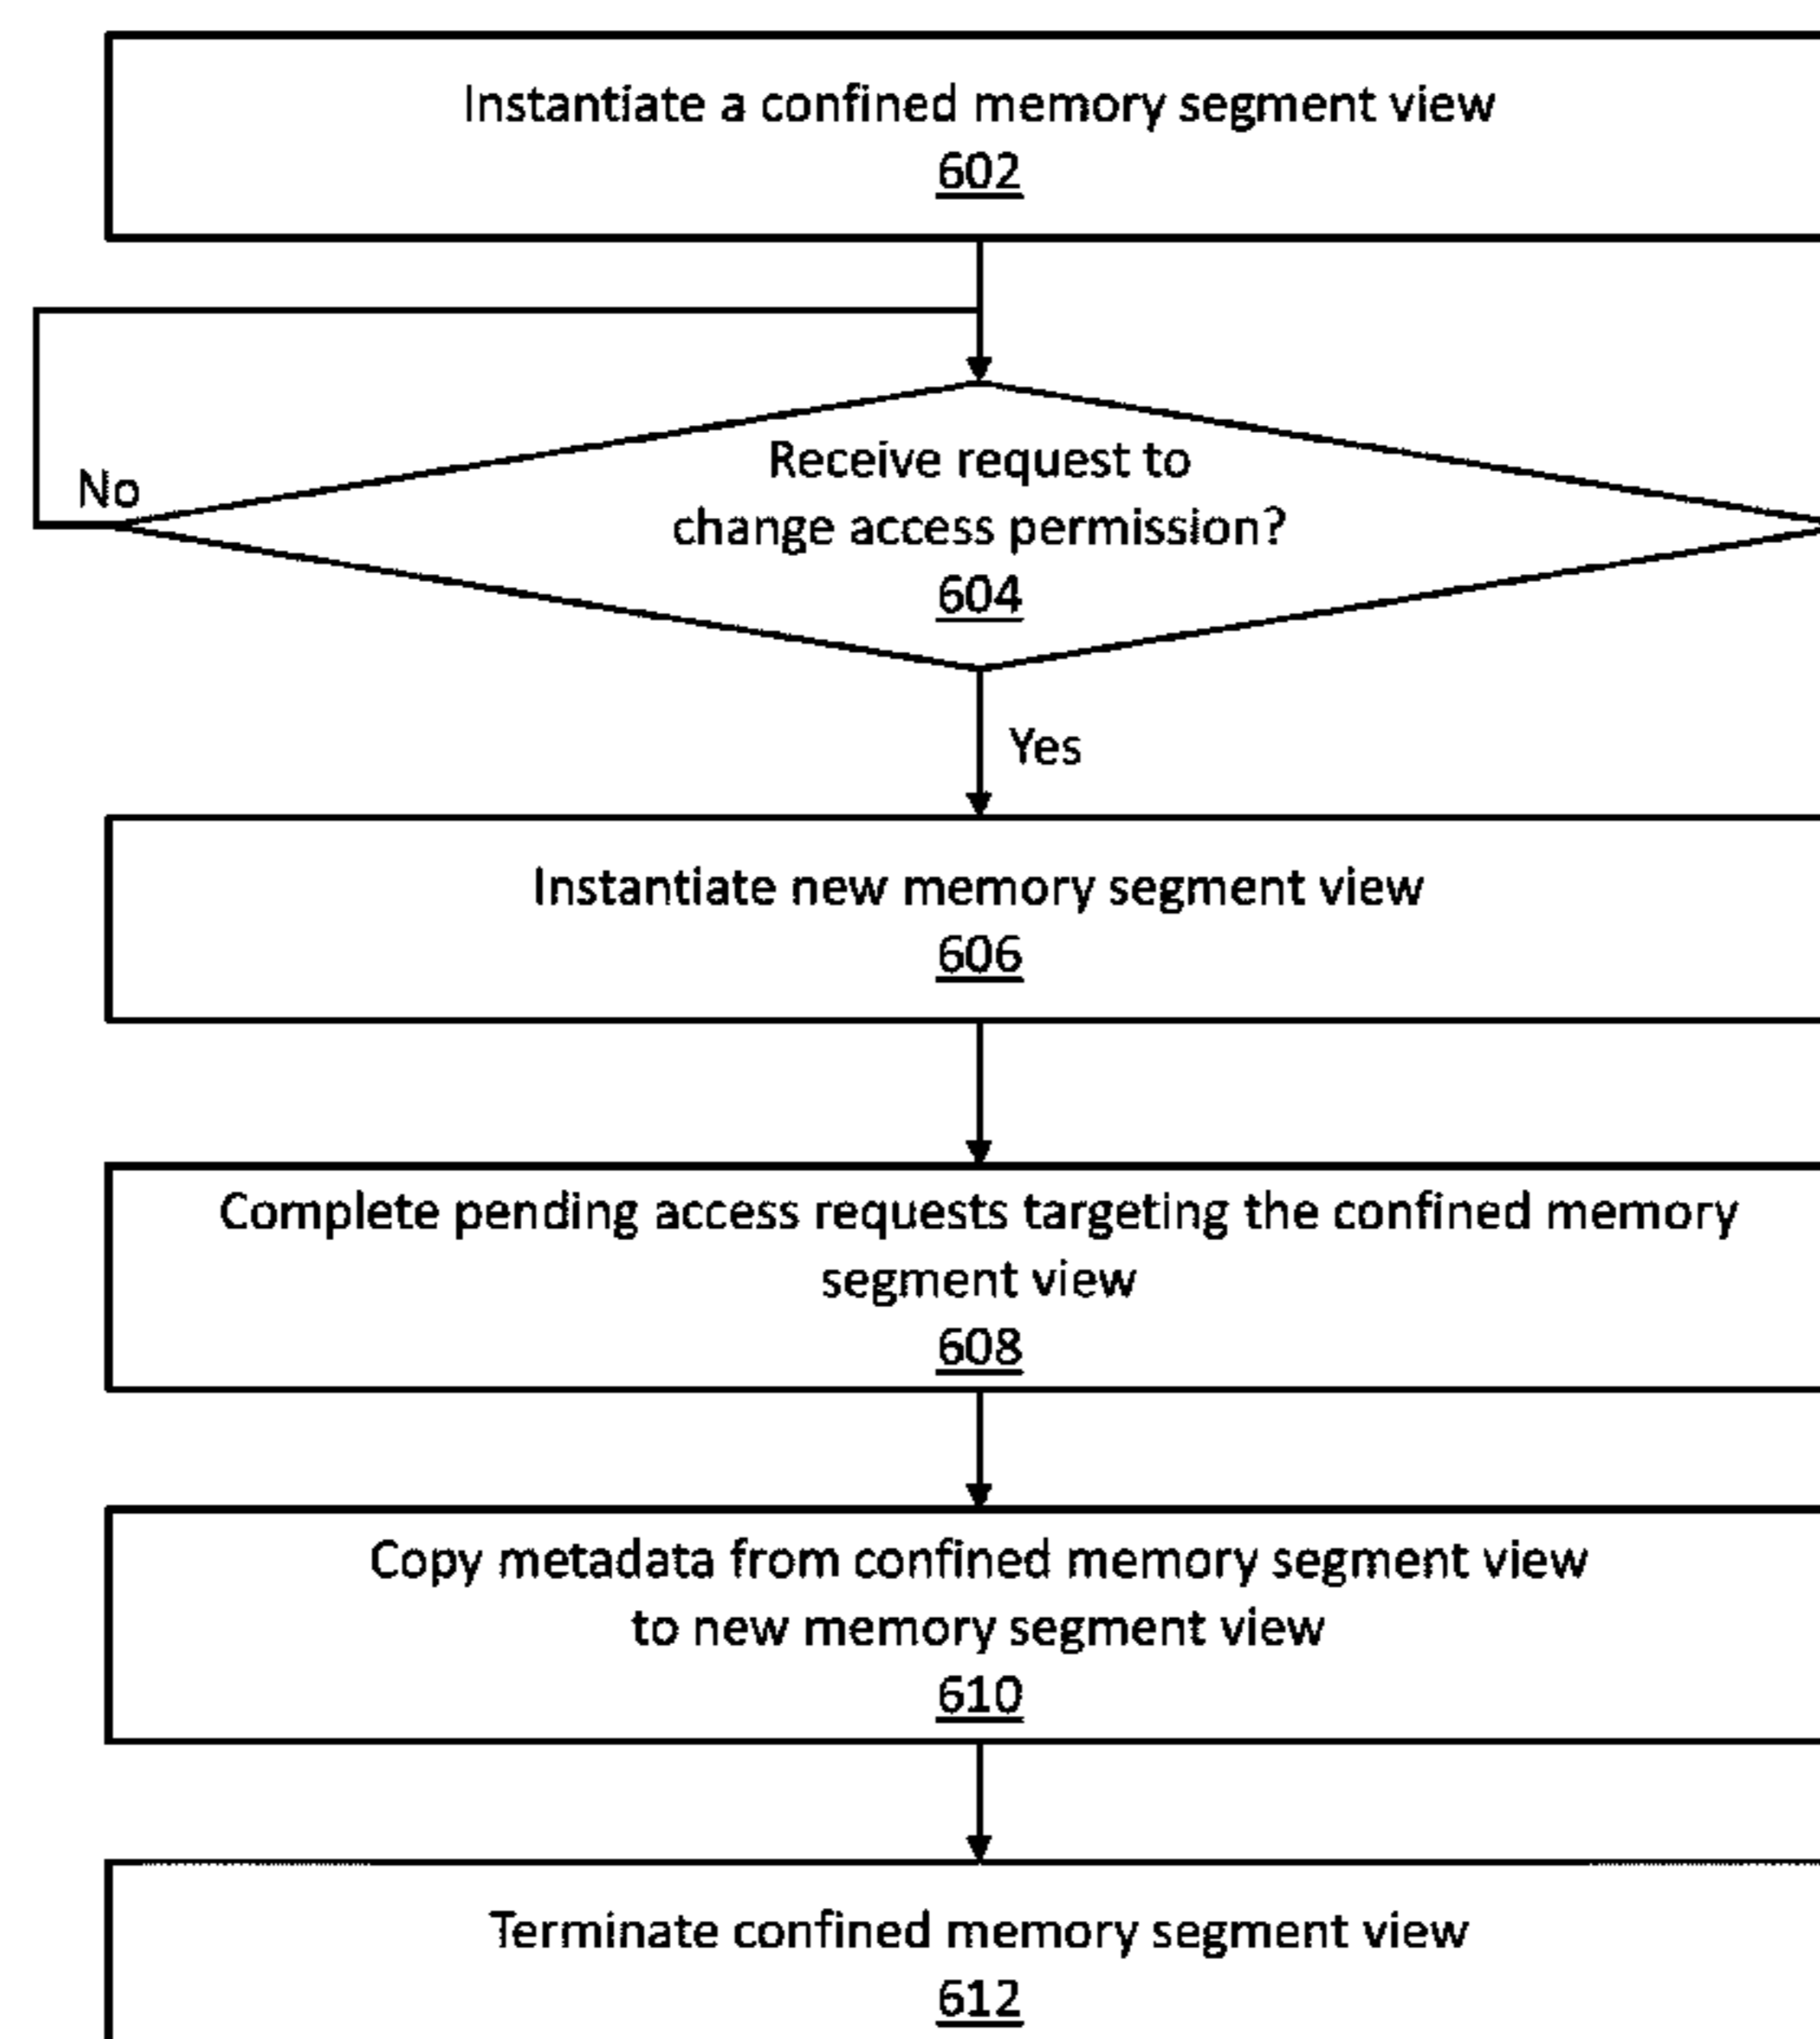 Instantiate a confined memory segment view
602
Receive request to
change access permission?
604
No
Yes
Instantiate new memory segment view
606
Complete pending access requests targeting the confined memory
segment view
608
Copy metadata from confined memory segment view
to new memory segment view
610
Terminate confined memory segment view
612